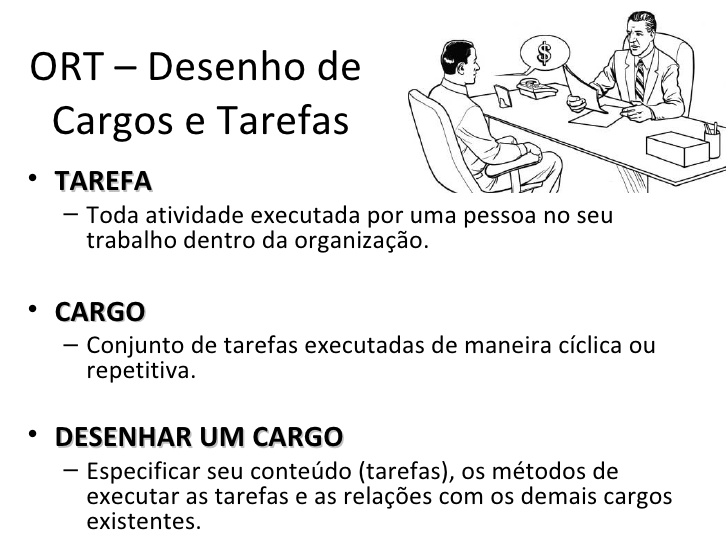 ORT – Desenho de
Cargos e Tarefas
$
• TAREFA
– Toda atividade executada por uma pessoa no seu
trabalho dentro da organização.
• CARGO
– Conjunto de tarefas executadas de maneira cíclica ou
repetitiva.
• DESENHAR UM CARGO
– Especificar seu conteúdo (tarefas), os métodos de
executar as tarefas e as relações com os demais cargos
existentes.